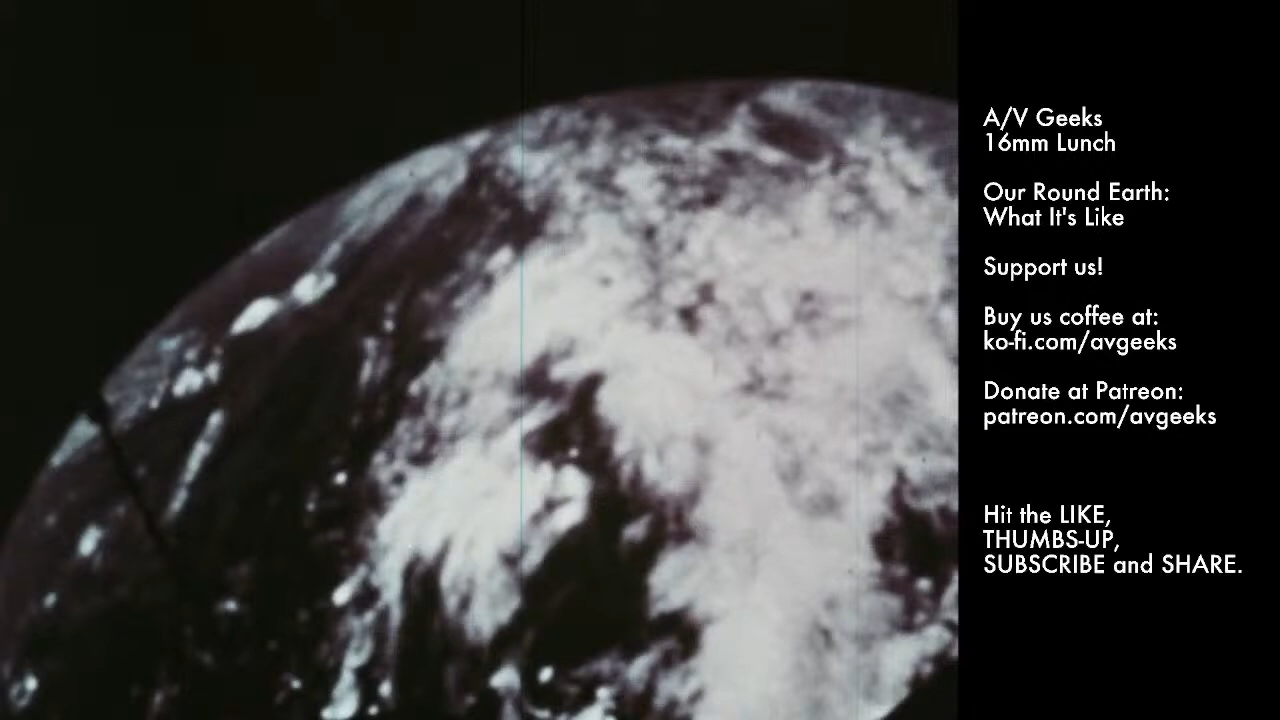 A/V Geeks
16mm Lunch
Our Round Earth:
What It's Like
Support us!
Buy us coffee at:
ko-fi.com/avgeeks
Donate at Patreon:
patreon.com/avgeeks
Hit the LIKE,
THUMBS-UP,
SUBSCRIBE and SHARE.